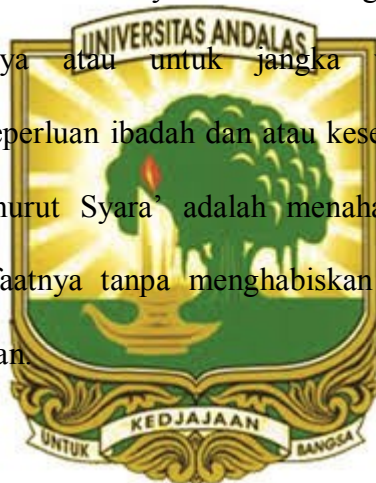 UNIVERSITAS ANDALAS
ya atau untuk jangka
eperluan ibadah dan atau kese
nurut Syara’ adalah menaha
faatnya tanpa menghabiskan
an.
UNTUK KEDJAJAAN BANGSA